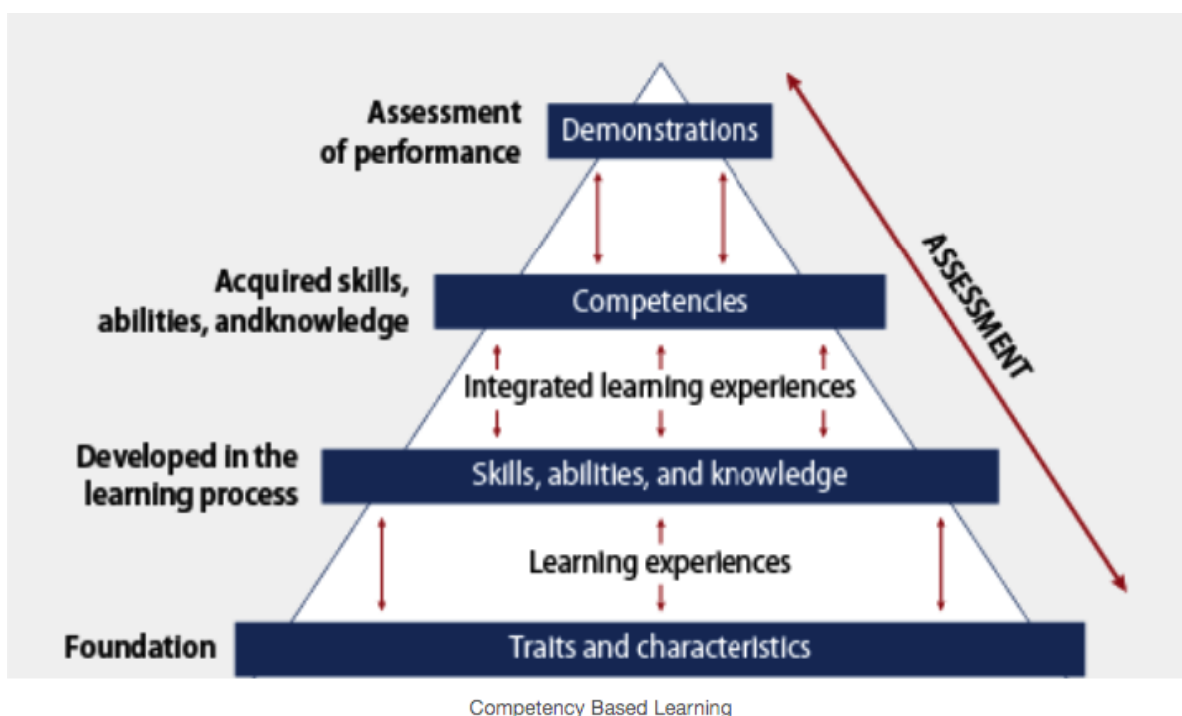 Assessment
of performance
Demonstrations
ASSESSMENT
Acquired skills,
abilities, andknowledge
Competencies
Integrated learning experiences
Developed in the
learning process
Skills, abilities, and knowledge
Learning experiences
Foundation
Traits and characteristics
Competency Based Learning